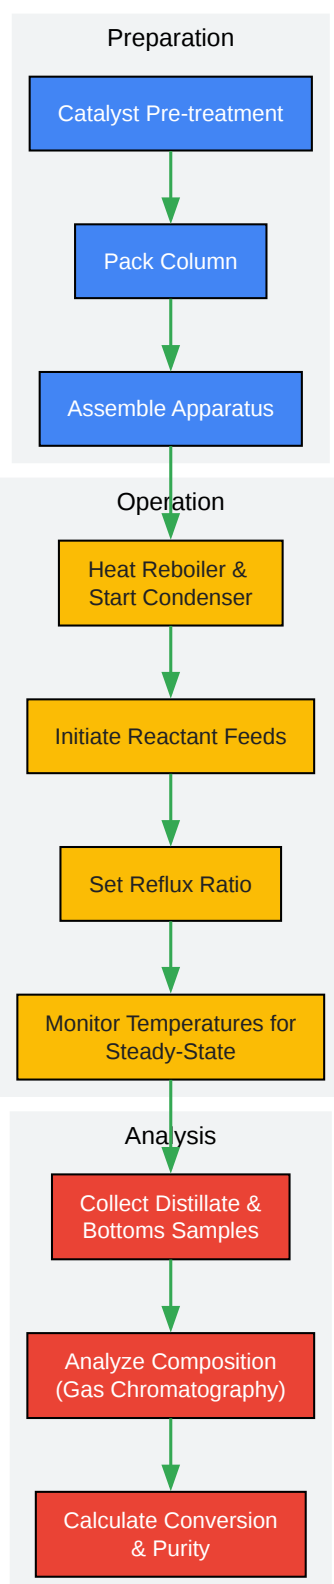 Preparation
Catalyst Pre-treatment
Pack Column
Assemble Apparatus
Operation
Heat Reboiler &
Start Condenser
Initiate Reactant Feeds
Set Reflux Ratio
Monitor Temperatures for
Steady-State
Analysis
Collect Distillate &
Bottoms Samples
Analyze Composition
(Gas Chromatography)
Calculate Conversion
& Purity